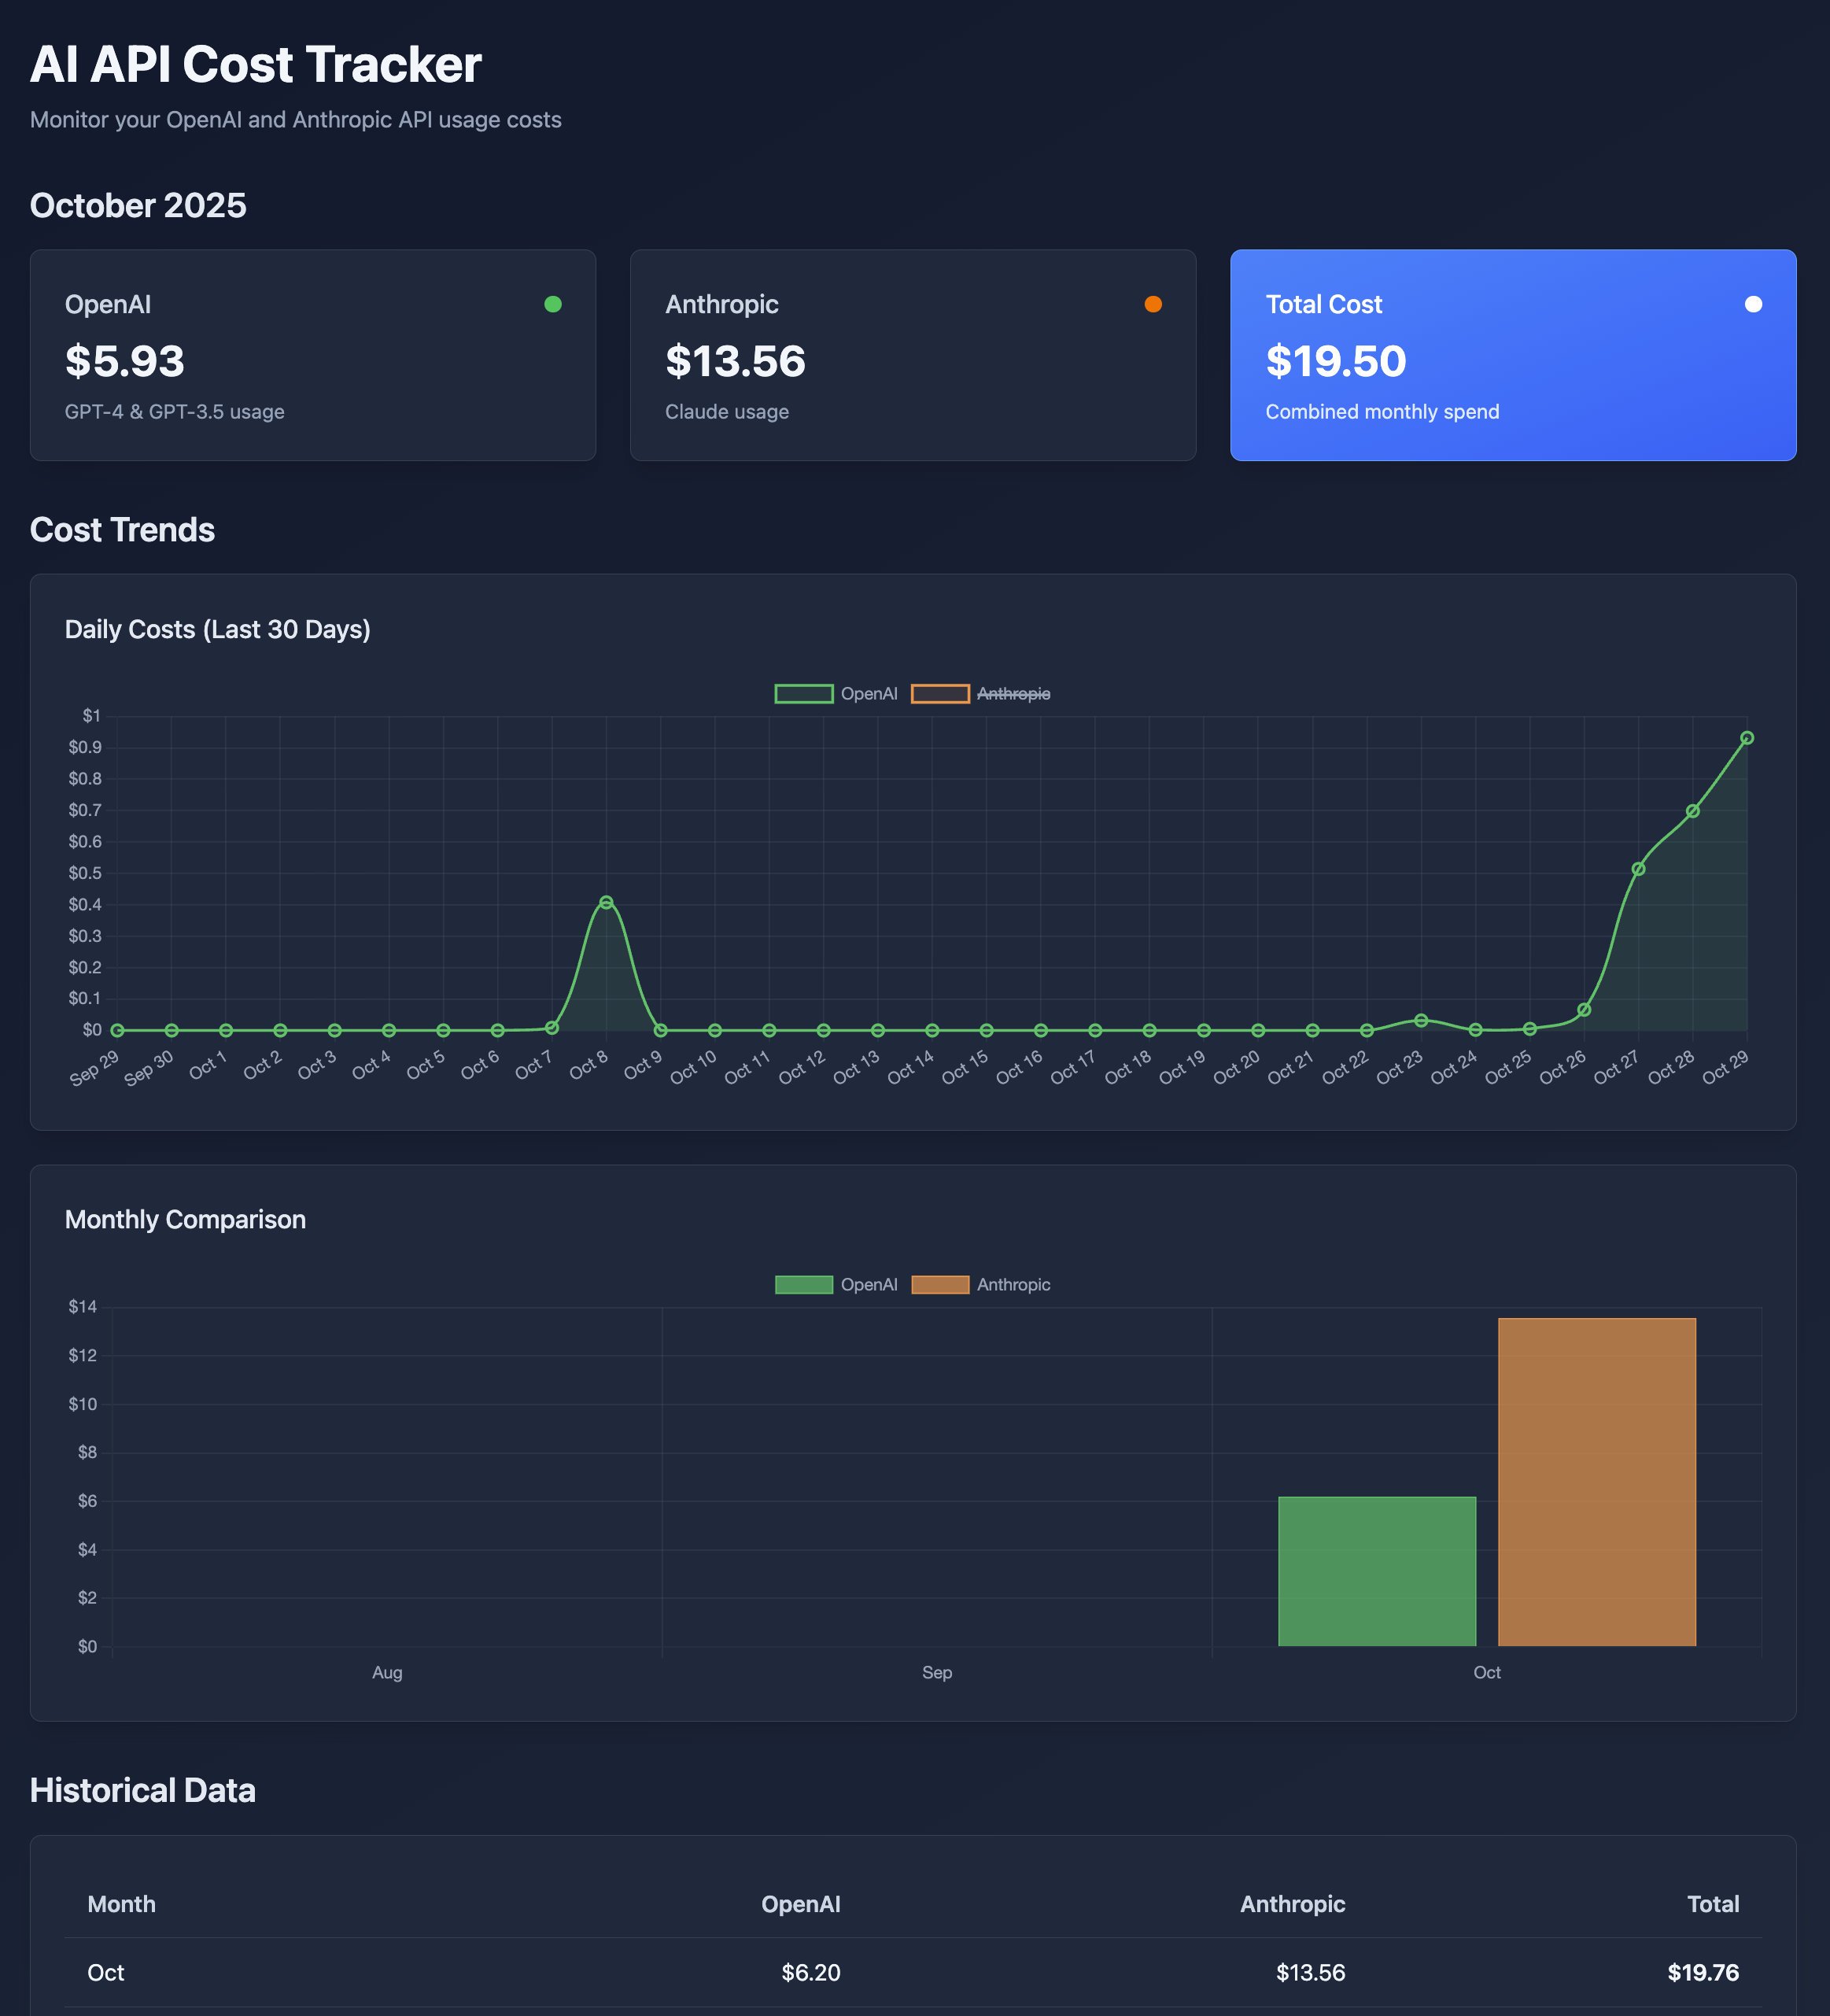 AI API Cost Tracker
Monitor your OpenAI and Anthropic API usage costs
October 2025
OpenAI
$5.93
GPT-4 & GPT-3.5 usage
Anthropic
$13.56
Claude usage
Total Cost
$19.50
Combined monthly spend
Cost Trends
Daily Costs (Last 30 Days)
OpenAI Anthropic
$1
$0.9
$0.8
$0.7
$0.6
$0.5
$0.4
$0.3
$0.2
$0.1
$0
Sep 29 Sep 30 Oct 1 Oct 2 Oct 3 Oct 4 Oct 5 Oct 6 Oct 7 Oct 8 Oct 9 Oct 10 Oct 11 Oct 12 Oct 13 Oct 14 Oct 15 Oct 16 Oct 17 Oct 18 Oct 19 Oct 20 Oct 21 Oct 22 Oct 23 Oct 24 Oct 25 Oct 26 Oct 27 Oct 28 Oct 29
Monthly Comparison
OpenAI Anthropic
$14
$12
$10
$8
$6
$4
$2
$0
Aug Sep Oct
Historical Data
Month OpenAI Anthropic Total
Oct $6.20 $13.56 $19.76